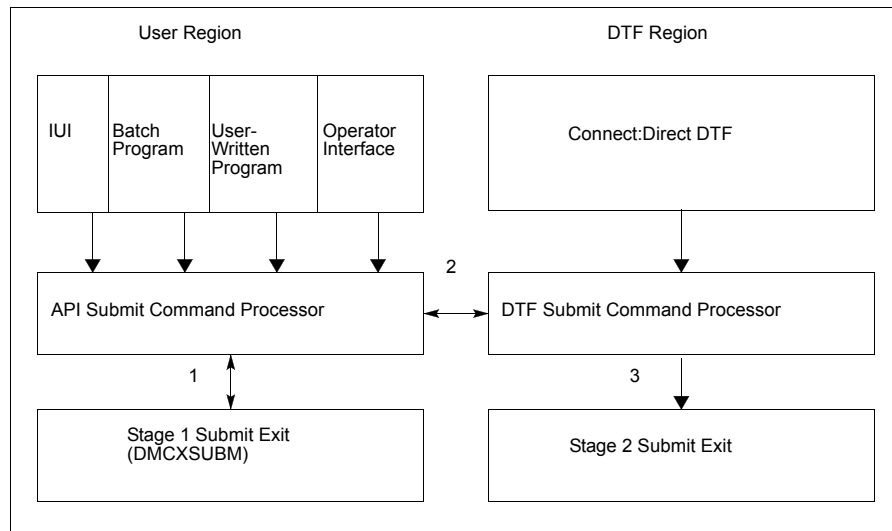 User Region
DTF Region
IUI
Batch
Program
User-
Written
Program
Operator
Interface
Connect:Direct DTF
2
API Submit Command Processor
DTF Submit Command Processor
1
3
Stage 1 Submit Exit
(DMCXSUBM)
Stage 2 Submit Exit